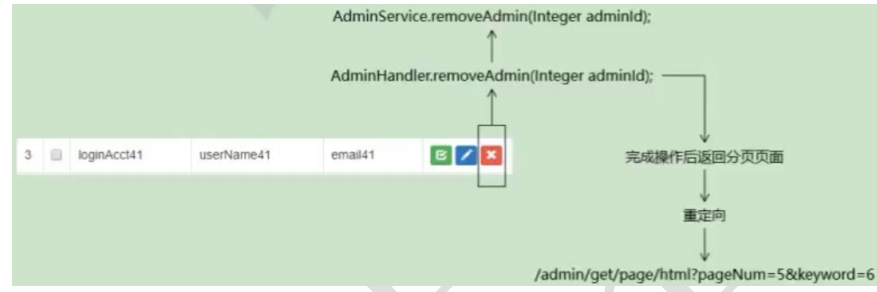 AdminService.removeAdmin(Integer adminId);
AdminHandler.removeAdmin(Integer adminId);
3 loginAcct41 userName41 email41
完成操作后返回分页页面
重定向
/admin/get/page/html?pageNum=5&keyword=6